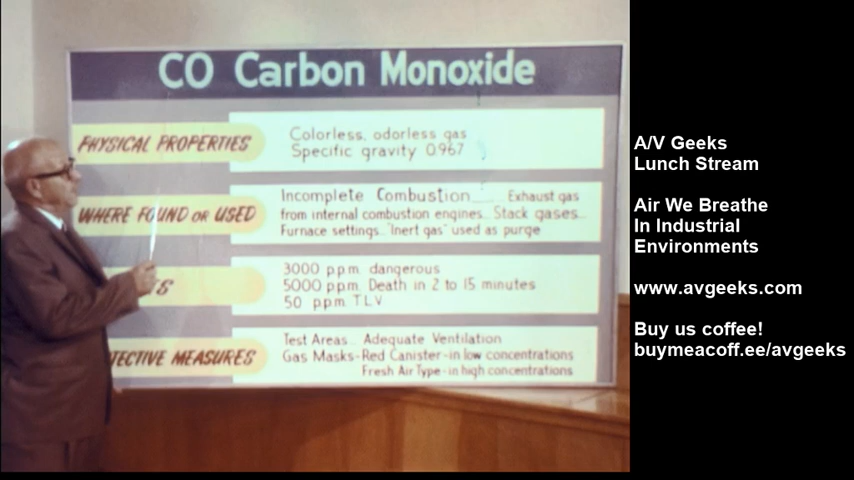 CO Carbon Monoxide
PHYSICAL PROPERTIES
Colorless, odorless gas
Specific gravity 0.967
WHERE FOUND OR USED
Incomplete Combustion.... Exhaust gas
from internal combustion engines... Stack gases...
Furnace settings... "Inert gas" used as purge
3000 p.p.m. dangerous
5000 p.p.m. Death in 2 to 15 minutes
50 p.p.m. T.L.V.
TECTIVE MEASURES
Test Areas... Adequate Ventilation
Gas Masks-Red Canister-in low concentrations
Fresh Air Type-in high concentrations
A/V Geeks
Lunch Stream
Air We Breathe
In Industrial
Environments
www.avgeeks.com
Buy us coffee!
buymeacoff.ee/avgeeks